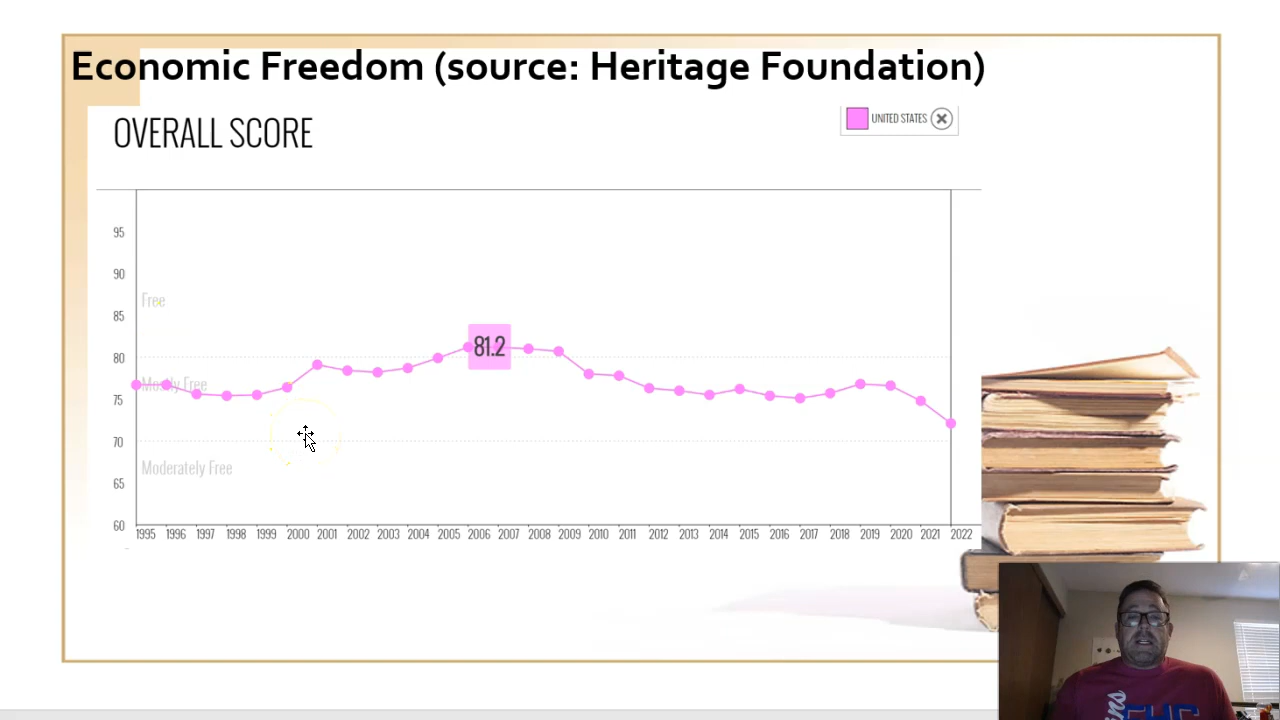 Economic Freedom (source: Heritage Foundation)
OVERALL SCORE
UNITED STATES
95
90
Free
85
81.2
80
Mostly Free
75
70
Moderately Free
65
60
1995 1996 1997 1998 1999 2000 2001 2002 2003 2004 2005 2006 2007 2008 2009 2010 2011 2012 2013 2014 2015 2016 2017 2018 2019 2020 2021 2022